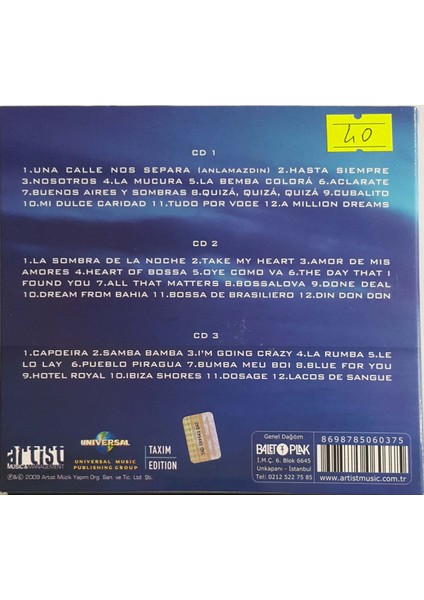 40
CD 1
1.UNA CALLE NOS SEPARA (ANLAMAZDIN) 2.HASTA SIEMPRE
3.NOSOTROS 4.LA MUCURA 5.LA BEMBA COLORÁ 6.ACLARATE
7.BUENOS AIRES Y SOMBRAS 8.QUIZÁ, QUIZÁ, QUIZÁ 9.CUBALITO
10.MI DULCE CARIDAD 11.TUDO POR VOCE 12.A MILLION DREAMS
CD 2
1.LA SOMBRA DE LA NOCHE 2.TAKE MY HEART 3.AMOR DE MIS
AMORES 4.HEART OF BOSSA 5.OYE COMO VA 6.THE DAY THAT I
FOUND YOU 7.ALL THAT MATTERS 8.BOSSALOVA 9.DONE DEAL
10.DREAM FROM BAHIA 11.BOSSA DE BRASILIERO 12.DIN DON DON
CD 3
1.CAPOEIRA 2.SAMBA BAMBA 3.I'M GOING CRAZY 4.LA RUMBA 5.LE
LO LAY 6.PUEBLO PIRAGUA 7.BUMBA MEU BOI 8.BLUE FOR YOU
9.HOTEL ROYAL 10.IBIZA SHORES 11.DOSAGE 12.LACOS DE SANGUE
artist
MUSIC&MANAGEMENT
UNIVERSAL
UNIVERSAL MUSIC
PUBLISHING GROUP
TAXIM
EDITION
Genel Dağıtım
BALET PLAK
İ.M.Ç. 6. Blok 6645
Unkapanı - İstanbul
Tel: 0212 522 75 85
8698785060375
www.artistmusic.com.tr
℗&© 2009 Artist Müzik Yapım Org. San. ve Tic. Ltd. Şti.